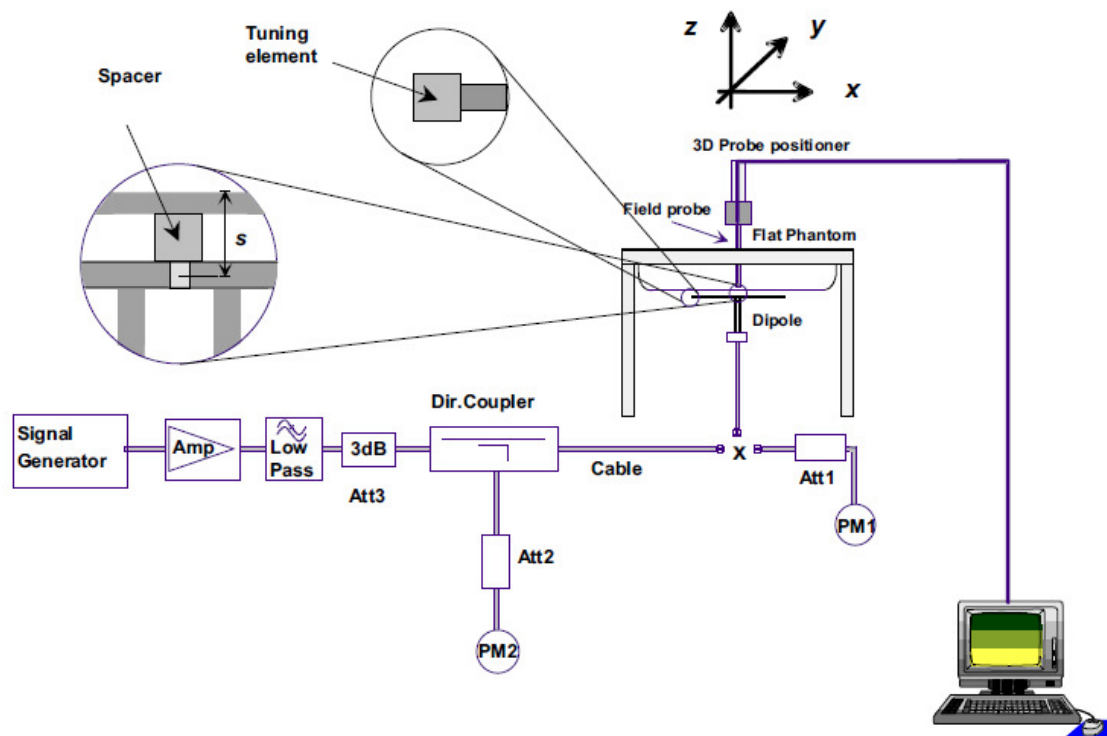 Tuning
element
Spacer
s
z
y
x
3D Probe positioner
Field probe
Flat Phantom
Dipole
Dir.Coupler
Signal
Generator
Amp
Low
Pass
3dB
Att3
Cable
X
Att1
PM1
Att2
PM2